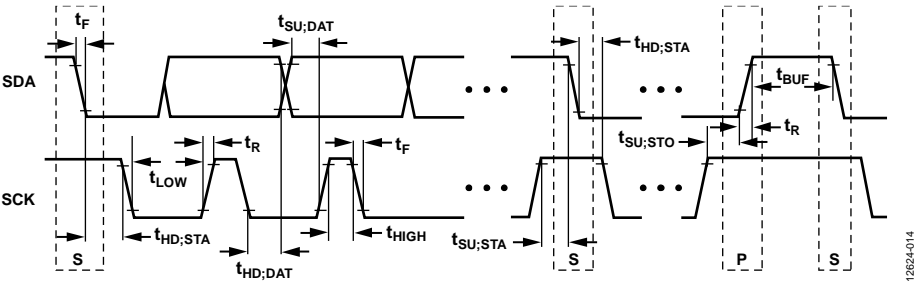 tF
tSU;DAT
tHD;STA
SDA
tBUF
tR
tF
tSU;STO
tR
tLOW
SCK
tHD;STA
tHIGH
tSU;STA
tHD;DAT
S
S
P
S
12624-014